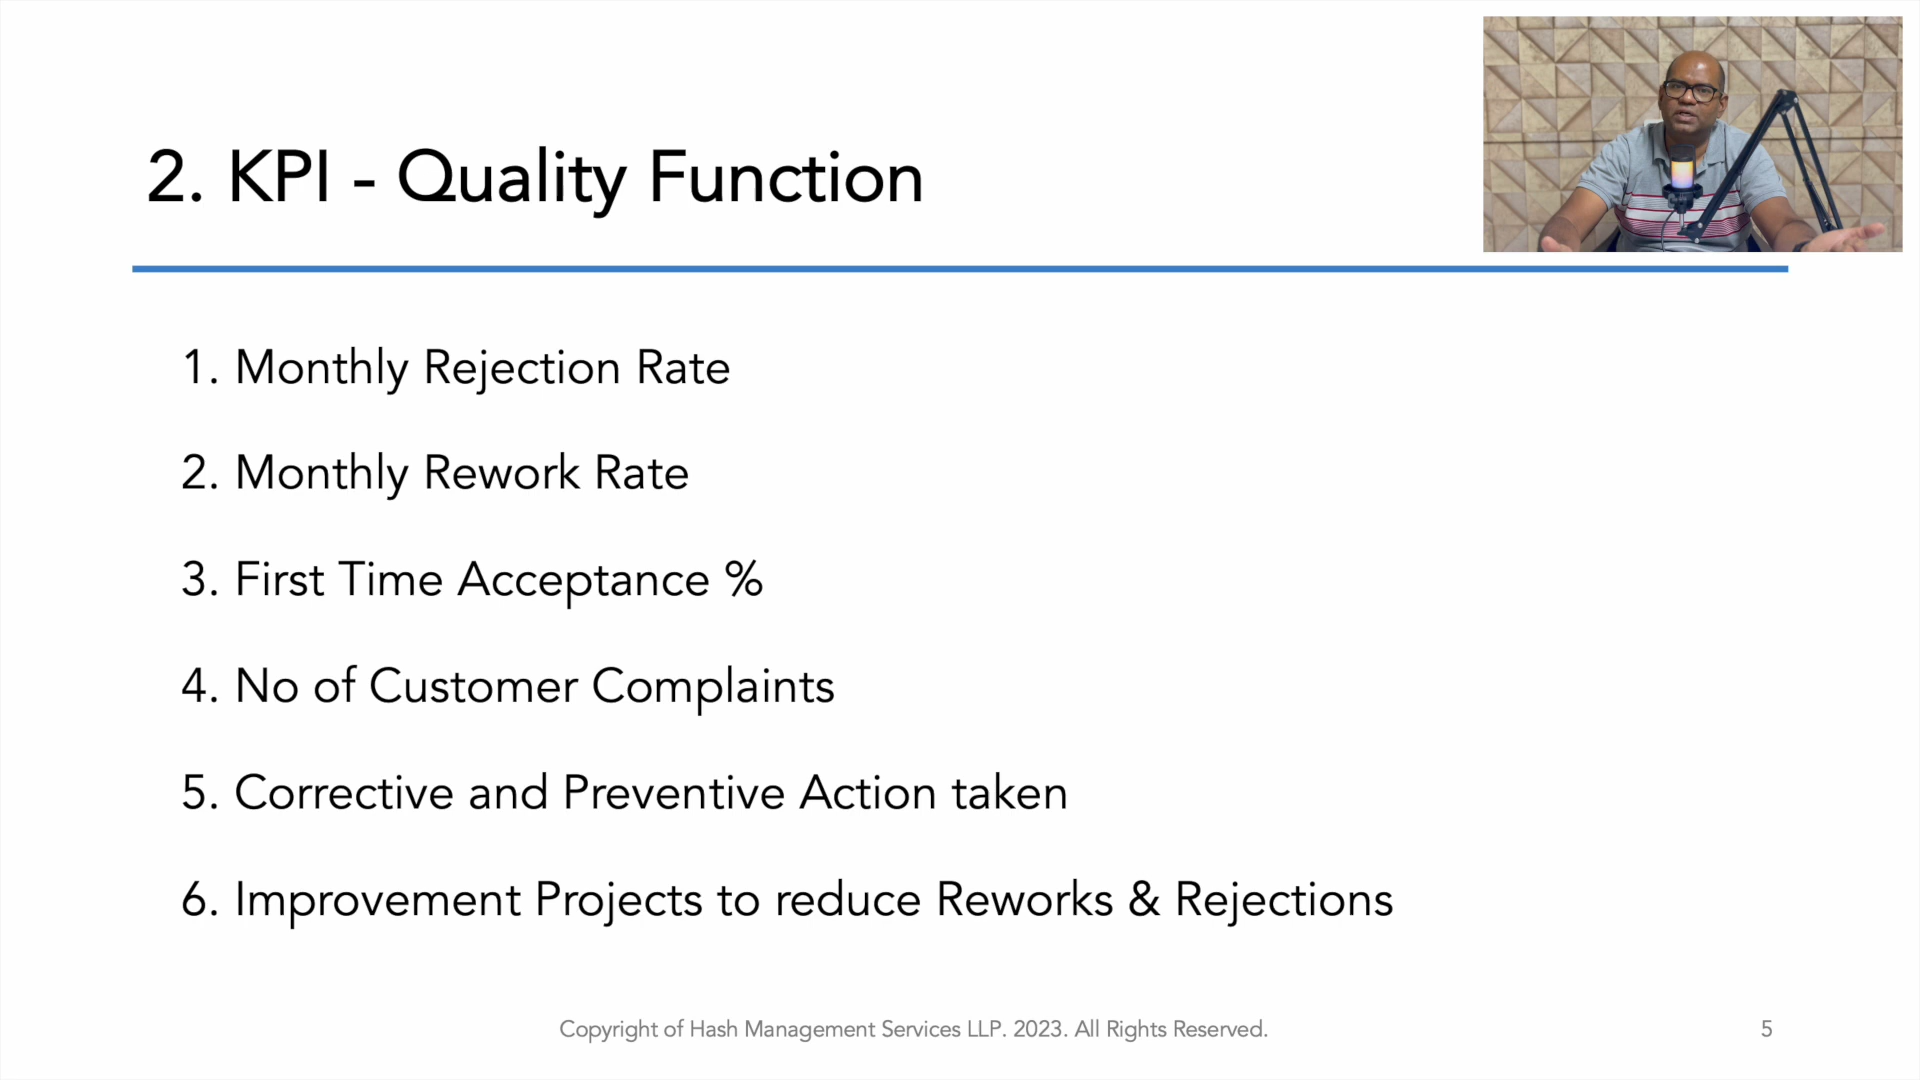 2. KPI - Quality Function
1. Monthly Rejection Rate
2. Monthly Rework Rate
3. First Time Acceptance %
4. No of Customer Complaints
5. Corrective and Preventive Action taken
6. Improvement Projects to reduce Reworks & Rejections
Copyright of Hash Management Services LLP. 2023. All Rights Reserved.
5